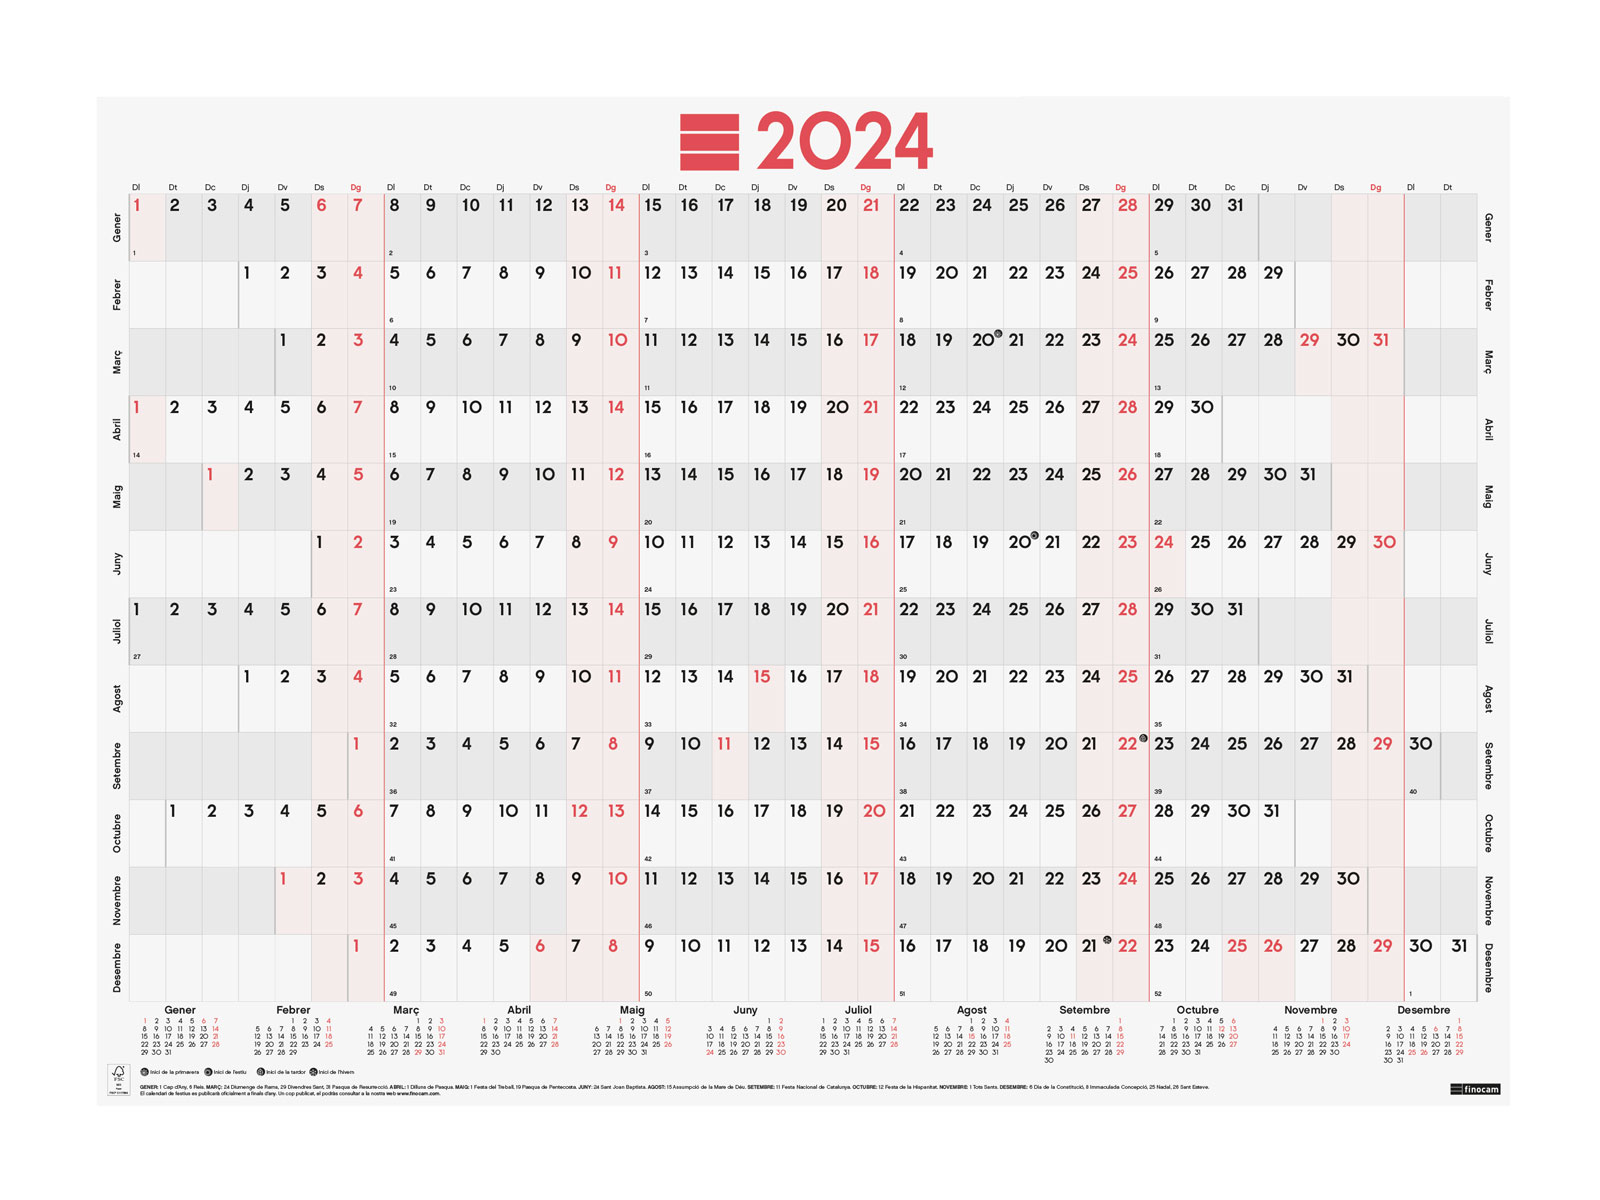 2024
Dl Dt Dc Dj Dv Ds Dg Dl Dt Dc Dj Dv Ds Dg Dl Dt Dc Dj Dv Ds Dg Dl Dt Dc Dj Dv Ds Dg Dl Dt Dc Dj Dv Ds Dg Dl Dt
Gener 1 2 3 4 5 6 7 8 9 10 11 12 13 14 15 16 17 18 19 20 21 22 23 24 25 26 27 28 29 30 31 Gener
1 2 3 4 5
Febrer 1 2 3 4 5 6 7 8 9 10 11 12 13 14 15 16 17 18 19 20 21 22 23 24 25 26 27 28 29 Febrer
6 7 8 9
Març 1 2 3 4 5 6 7 8 9 10 11 12 13 14 15 16 17 18 19 20 21 22 23 24 25 26 27 28 29 30 31 Març
10 11 12 13
Abril 1 2 3 4 5 6 7 8 9 10 11 12 13 14 15 16 17 18 19 20 21 22 23 24 25 26 27 28 29 30 Abril
14 15 16 17 18
Maig 1 2 3 4 5 6 7 8 9 10 11 12 13 14 15 16 17 18 19 20 21 22 23 24 25 26 27 28 29 30 31 Maig
19 20 21 22
Juny 1 2 3 4 5 6 7 8 9 10 11 12 13 14 15 16 17 18 19 20 21 22 23 24 25 26 27 28 29 30 Juny
23 24 25 26
Juliol 1 2 3 4 5 6 7 8 9 10 11 12 13 14 15 16 17 18 19 20 21 22 23 24 25 26 27 28 29 30 31 Juliol
27 28 29 30 31
Agost 1 2 3 4 5 6 7 8 9 10 11 12 13 14 15 16 17 18 19 20 21 22 23 24 25 26 27 28 29 30 31 Agost
32 33 34 35
Setembre 1 2 3 4 5 6 7 8 9 10 11 12 13 14 15 16 17 18 19 20 21 22 23 24 25 26 27 28 29 30 Setembre
36 37 38 39 40
Octubre 1 2 3 4 5 6 7 8 9 10 11 12 13 14 15 16 17 18 19 20 21 22 23 24 25 26 27 28 29 30 31 Octubre
41 42 43 44
Novembre 1 2 3 4 5 6 7 8 9 10 11 12 13 14 15 16 17 18 19 20 21 22 23 24 25 26 27 28 29 30 Novembre
45 46 47 48
Desembre 1 2 3 4 5 6 7 8 9 10 11 12 13 14 15 16 17 18 19 20 21 22 23 24 25 26 27 28 29 30 31 Desembre
49 50 51 52 1
Gener Febrer Març Abril Maig Juny Juliol Agost Setembre Octubre Novembre Desembre
FSC
Inici de la primavera Inici de l'estiu Inici de la tardor Inici de l'hivern
GENER: 1 Cap d'Any, 6 Reis. MARÇ: 24 Diumenge de Rams, 29 Divendres Sant, 31 Pasqua de Resurrecció. ABRIL: 1 Dilluns de Pasqua. MAIG: 1 Festa del Treball, 19 Pasqua de Pentecosta. JUNY: 24 Sant Joan Baptista. AGOST: 15 Assumpció de la Mare de Déu. SETEMBRE: 11 Festa Nacional de Catalunya. OCTUBRE: 12 Festa de la Hispanitat. NOVEMBRE: 1 Tots Sants. DESEMBRE: 6 Dia de la Constitució, 8 Immaculada Concepció, 25 Nadal, 26 Sant Esteve.
El calendari de festius es publicarà oficialment a finals d'any. Un cop publicat, el podràs consultar a la nostra web www.finocam.com.
finocam